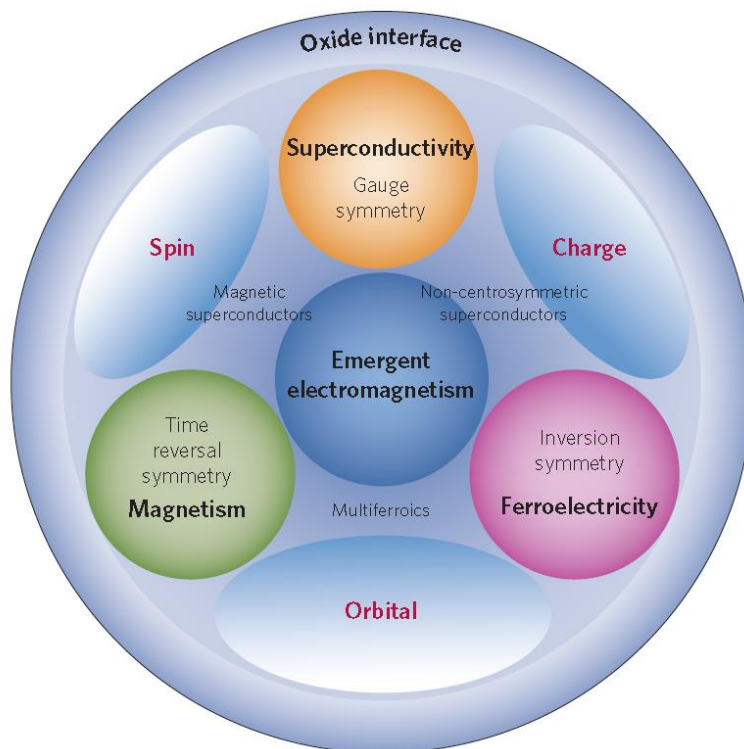 Oxide interface
Superconductivity
Gauge
symmetry
Spin
Charge
Magnetic
superconductors
Non-centrosymmetric
superconductors
Emergent
electromagnetism
Time
reversal
symmetry
Magnetism
Inversion
symmetry
Ferroelectricity
Multiferroics
Orbital